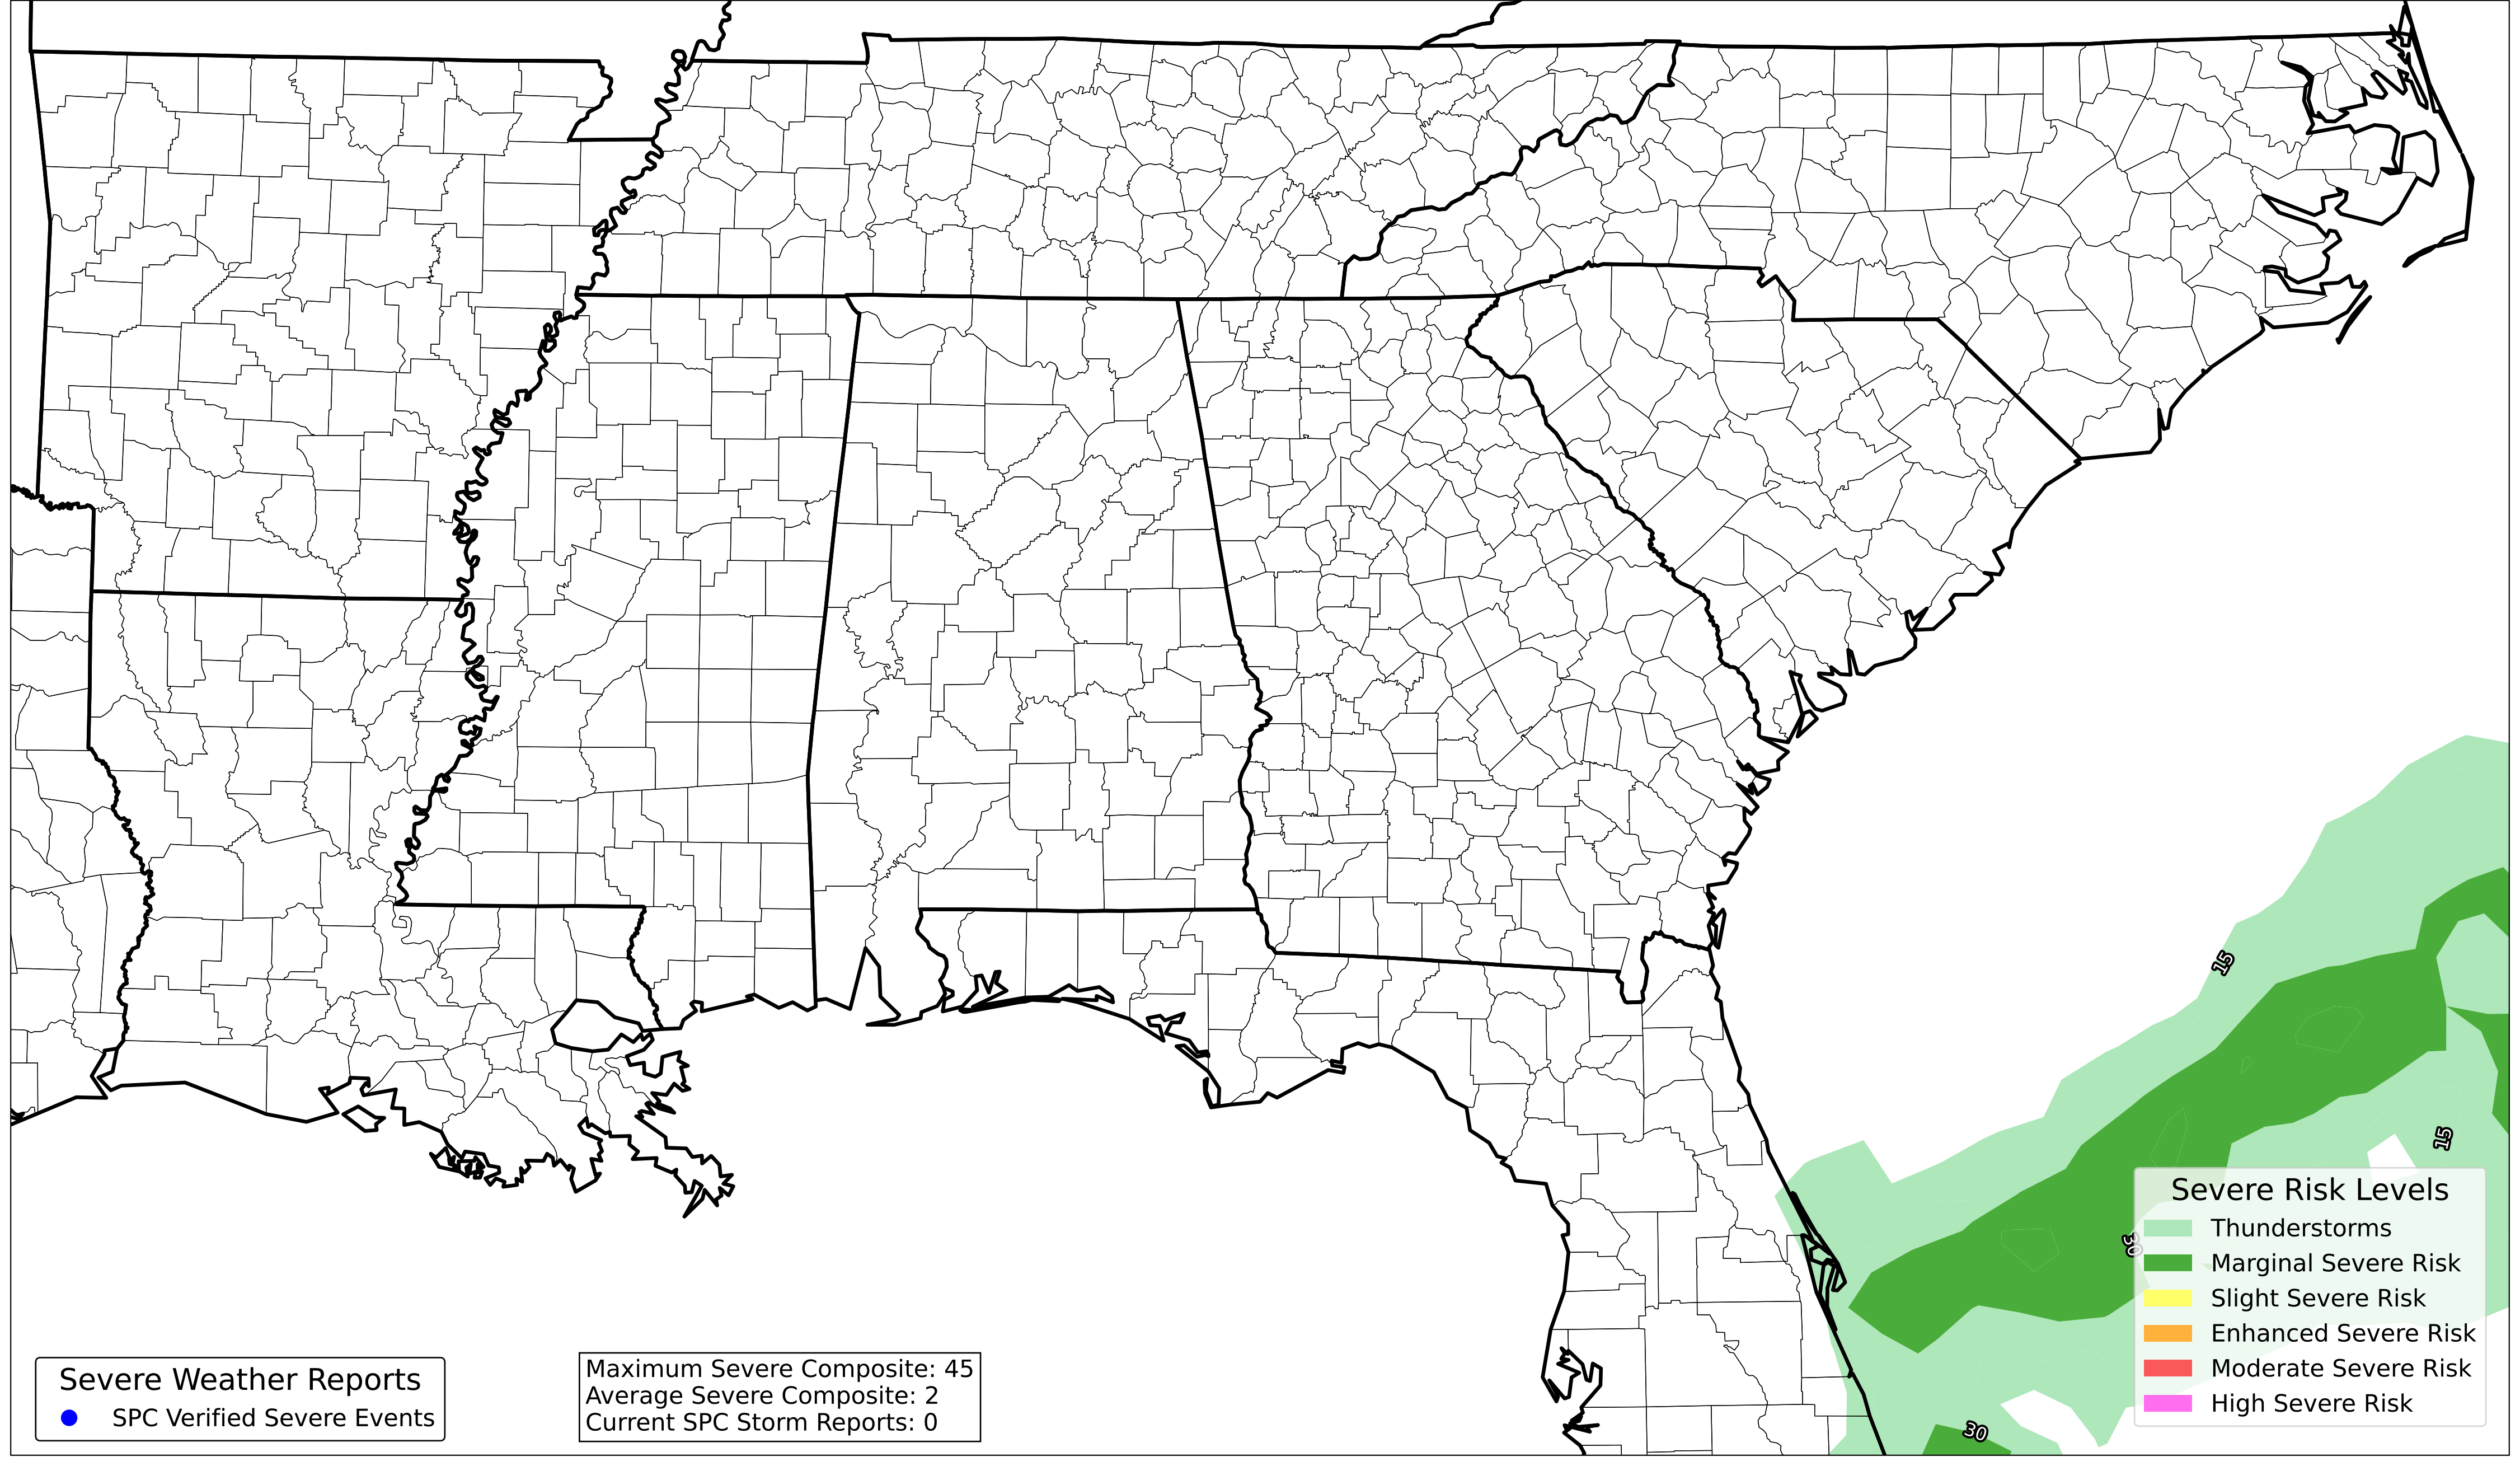 15
15
30
30
Severe Risk Levels
Thunderstorms
Marginal Severe Risk
Slight Severe Risk
Enhanced Severe Risk
Moderate Severe Risk
High Severe Risk
Severe Weather Reports
SPC Verified Severe Events
Maximum Severe Composite: 45
Average Severe Composite: 2
Current SPC Storm Reports: 0